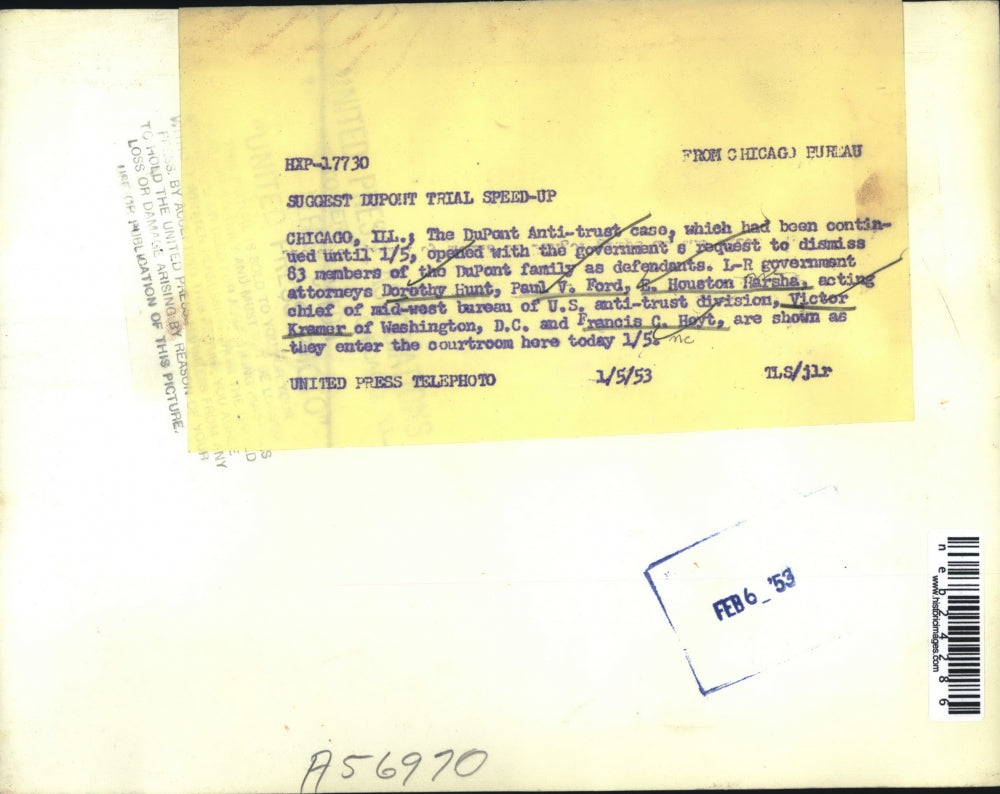 HXP-17730
FROM CHICAGO BUREAU
SUGGEST DUPONT TRIAL SPEED-UP
CHICAGO, ILL.; The DuPont Anti-trust case, which had been contin-
ued until 1/5, opened with the government s request to dismiss
83 members of the DuPont family as defendants. L-R government
attorneys Dorothy Hunt, Paul V. Ford, E. Houston Harsha, acting
chief of mid-west bureau of U.S. anti-trust division, Victor
Kramer of Washington, D.C. and Francis C. Hoyt, are shown as
they enter the courtroom here today 1/5. nc
UNITED PRESS TELEPHOTO 1/5/53 TLS/jlr
TO HOLD THE UNITED PRESS
LOSS OR DAMAGE ARISING BY REASON
USE OR PUBLICATION OF THIS PICTURE.
FEB 6_'53
neb24286
www.historicimages.com
A56970